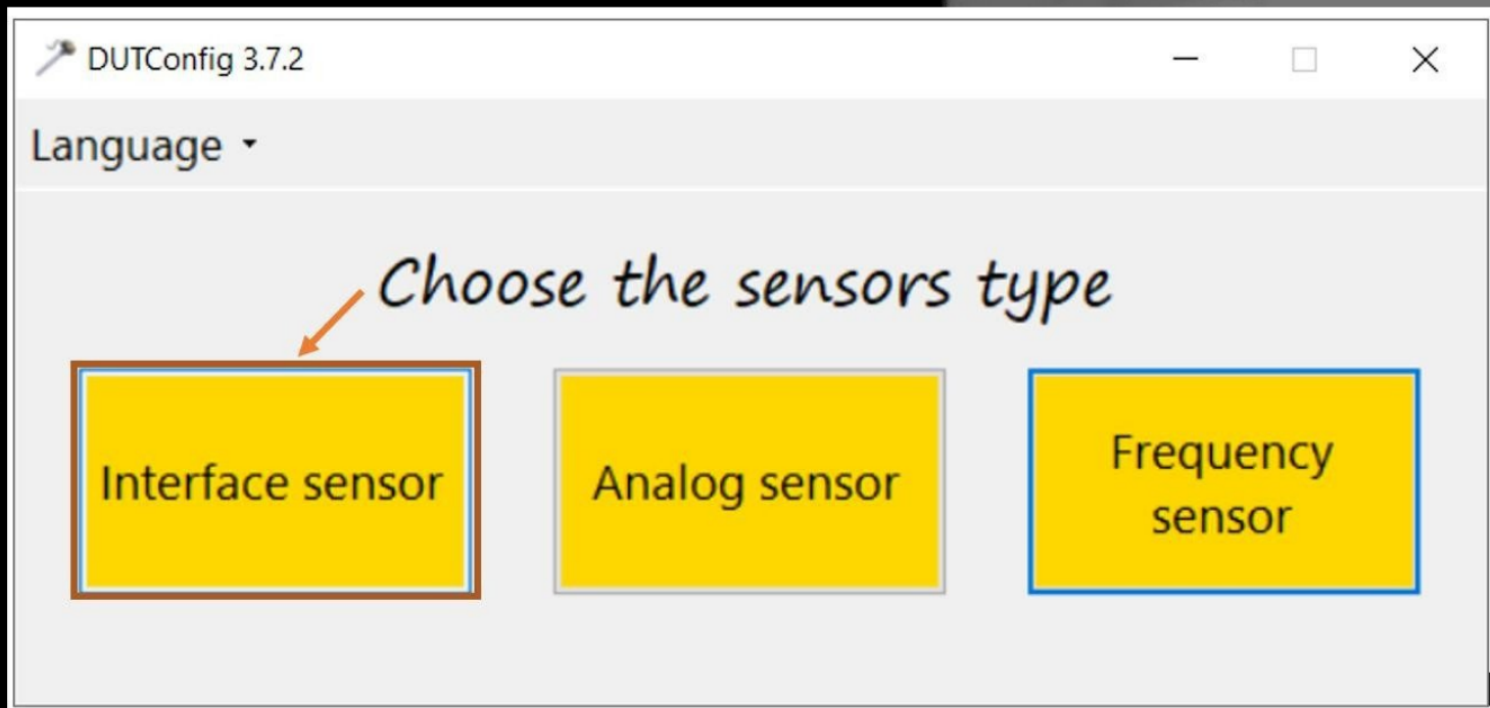 DUTConfig 3.7.2
Language
Choose the sensors type
Interface sensor
Analog sensor
Frequency
sensor